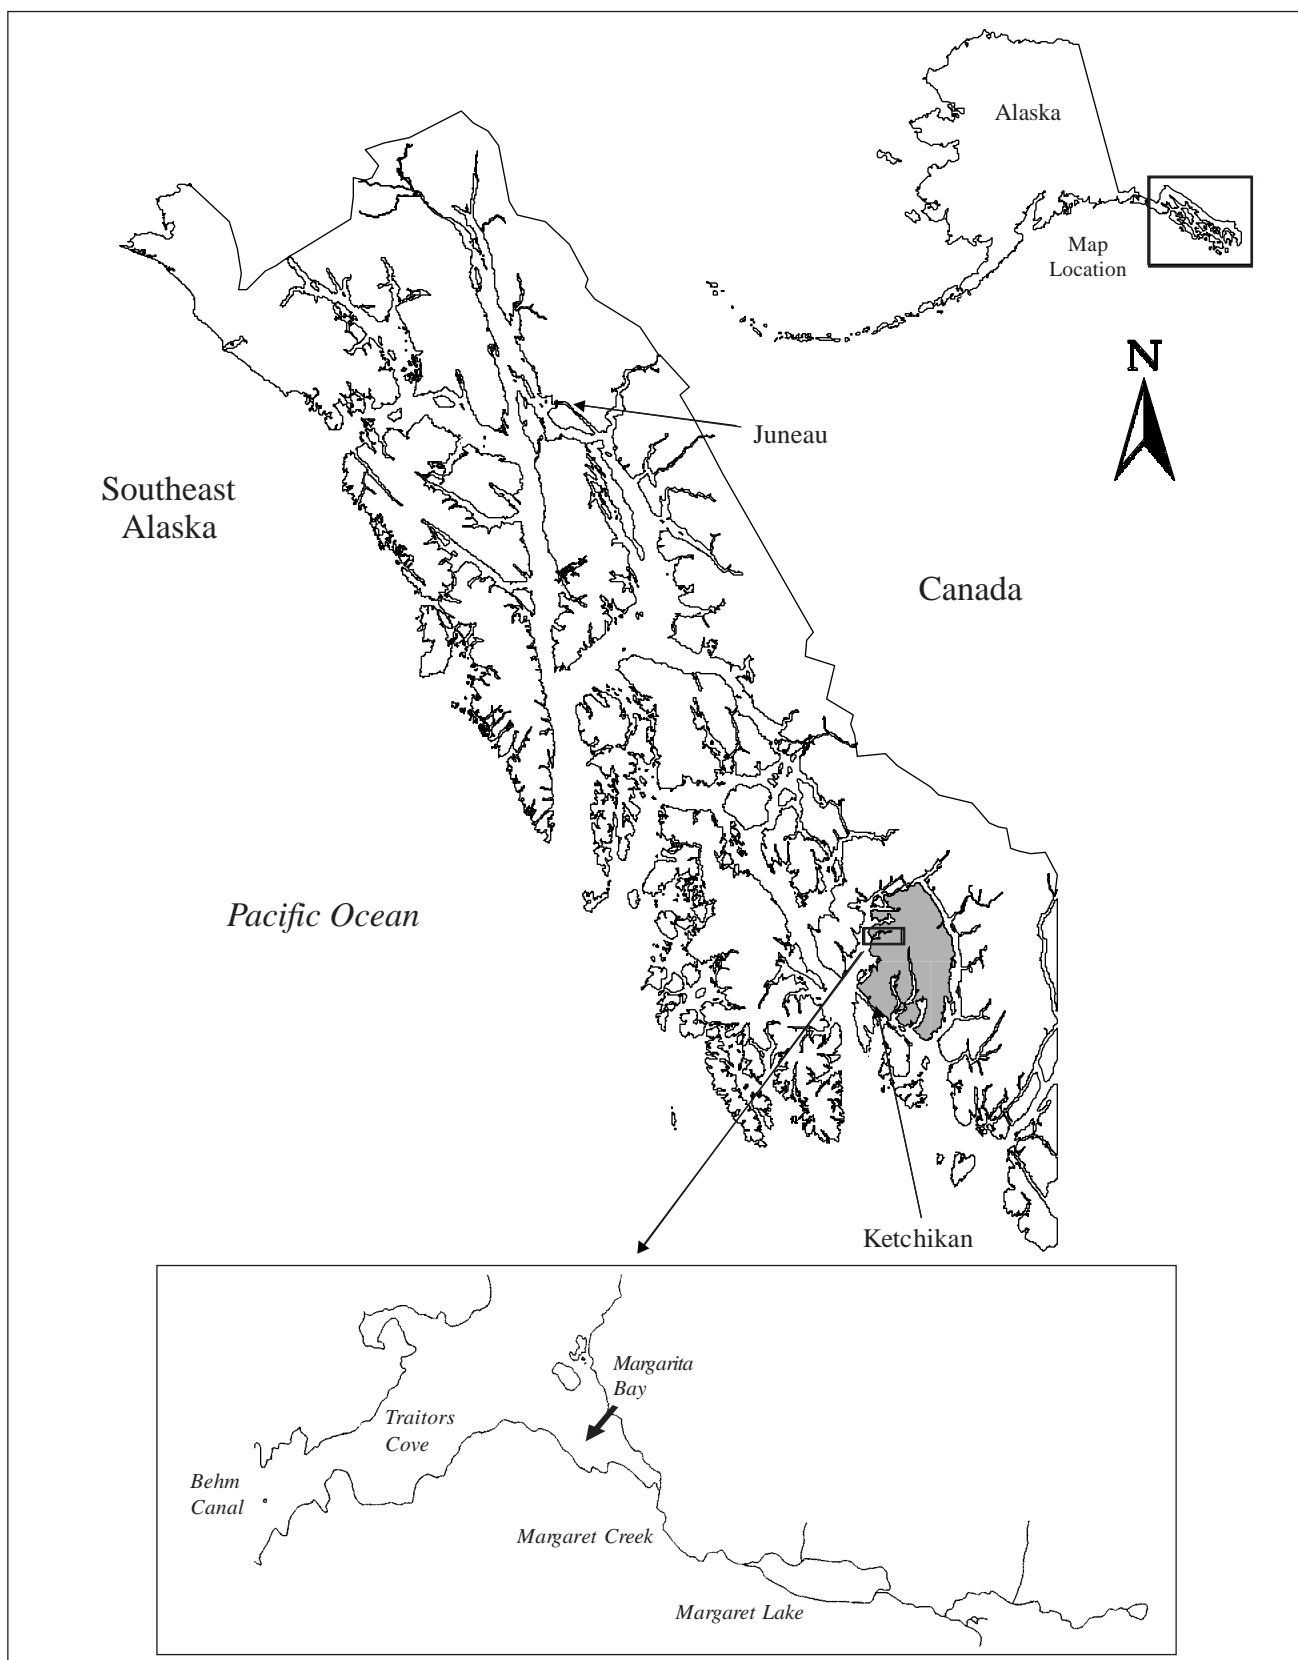 Alaska
Map
Location
N
Juneau
Southeast
Alaska
Canada
Pacific Ocean
Ketchikan
Margarita
Bay
Traitors
Cove
Behm
Canal
Margaret Creek
Margaret Lake